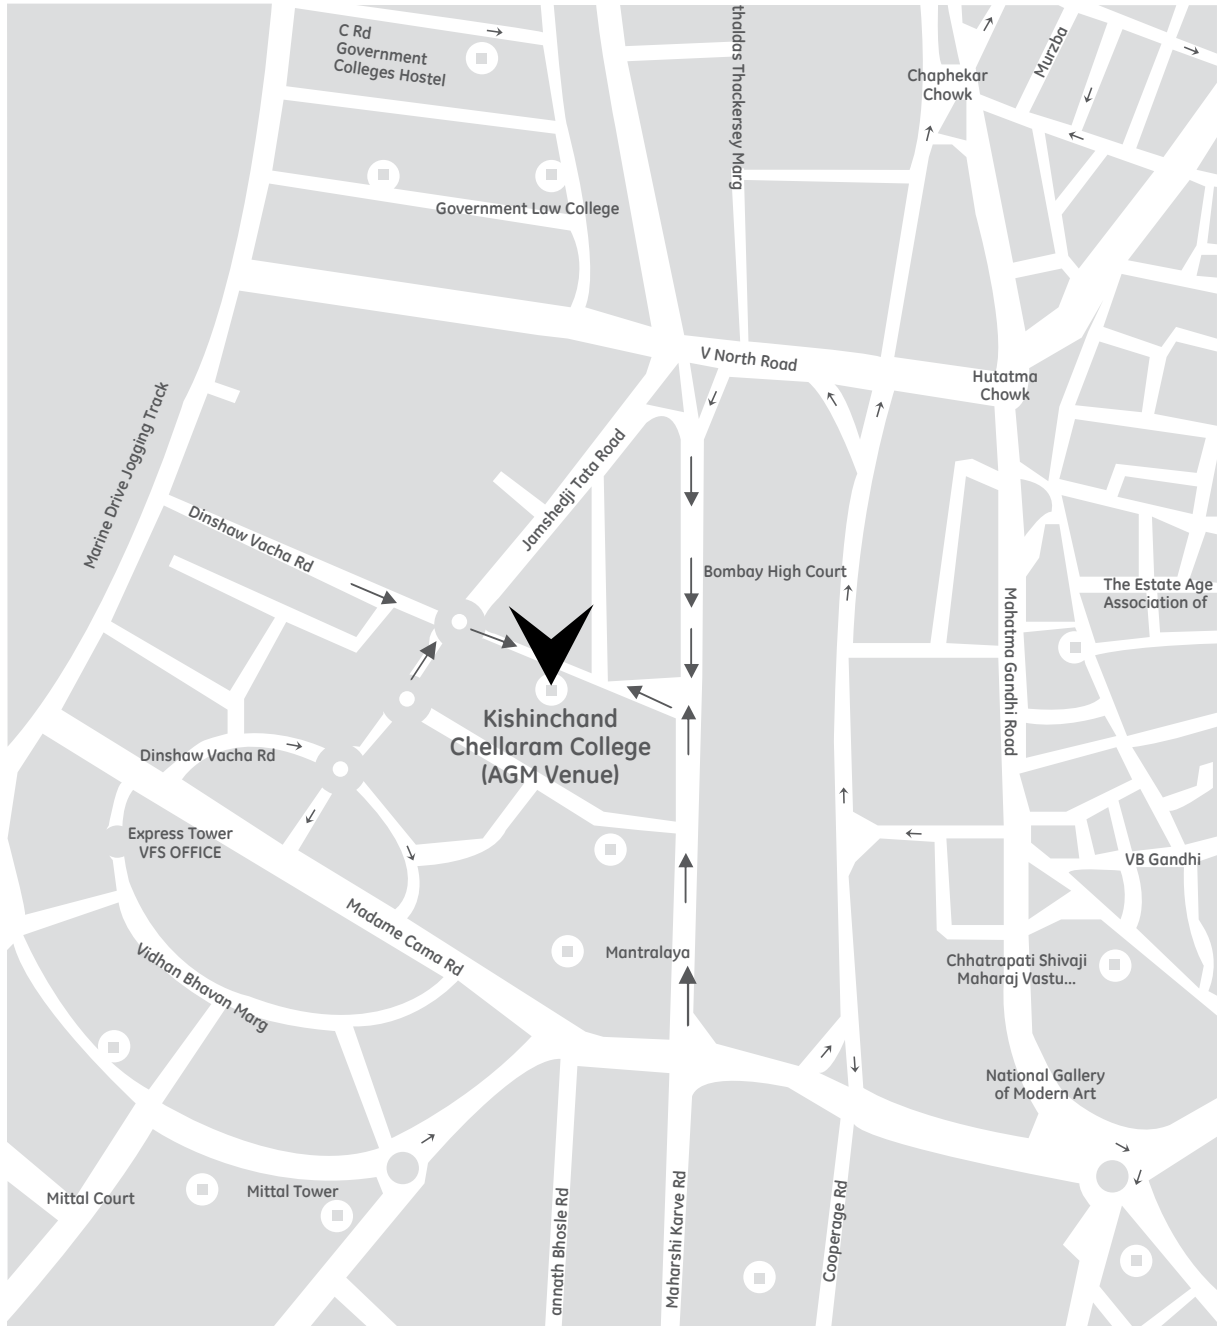 C Rd
Government
Colleges Hostel
thaldas Thackersey Marg
Chaphekar
Chowk
Murzba
Government Law College
V North Road
Hutatma
Chowk
Marine Drive Jogging Track
Jamshedji Tata Road
Dinshaw Vacha Rd
Bombay High Court
The Estate Age
Association of
Mahatma Gandhi Road
Kishinchand
Chellaram College
(AGM Venue)
Dinshaw Vacha Rd
Express Tower
VFS OFFICE
VB Gandhi
Madame Cama Rd
Vidhan Bhavan Marg
Mantralaya
Chhatrapati Shivaji
Maharaj Vastu...
National Gallery
of Modern Art
Mittal Court
Mittal Tower
annath Bhosle Rd
Maharshi Karve Rd
Cooperage Rd